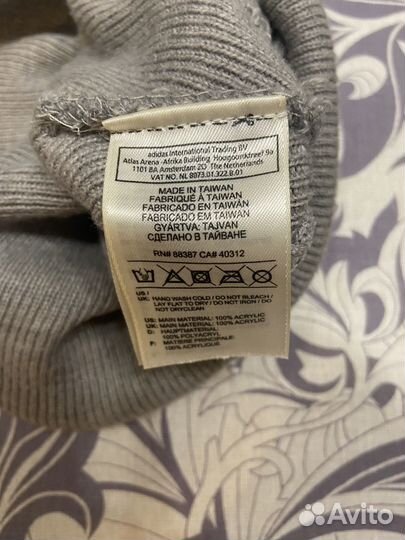 adidas International Trading BV
Atlas Arena -Afrika Building Hoogoorddreef 9a
1101 BA Amsterdam ZO The Netherlands
VAT NO. NL 8073.01.322.B.01
MADE IN TAIWAN
FABRIQUÉ À TAIWAN
FABRICADO EN TAIWÁN
FABRICADO EM TAIWAN
GYÁRTVA: TAJVAN
СДЕЛАНО В ТАЙВАНЕ
RN# 88387 CA# 40312
US /
UK: HAND WASH COLD / DO NOT BLEACH /
LAY FLAT TO DRY / DO NOT IRON / DO
NOT DRYCLEAN
US: MAIN MATERIAL: 100% ACRYLIC
UK: MAIN MATERIAL: 100% ACRYLIC
D: HAUPTMATERIAL:
100% POLYACRYL
F: MATIERE PRINCIPALE:
100% ACRYLIQUE
Avito